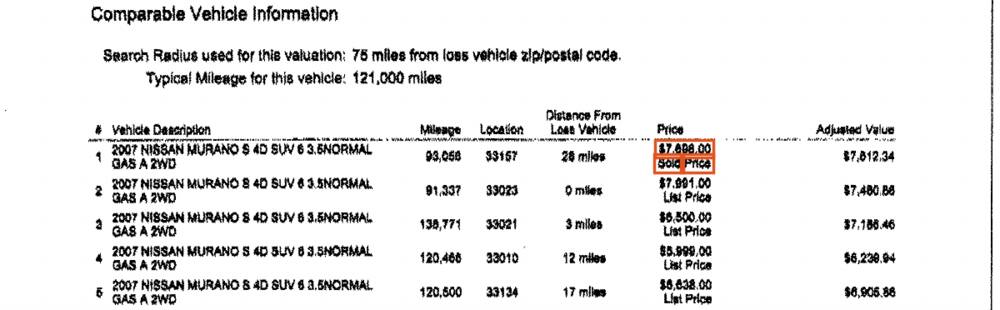 Comparable Vehicle Information
Search Radius used for this valuation: 75 miles from loss vehicle zip/postal code.
Typical Mileage for this vehicle: 121,000 miles
# Vehicle Description Mileage Location Distance From Loss Vehicle Price Adjusted Value
1 2007 NISSAN MURANO S 4D SUV 6 3.5NORMAL 93,056 33157 28 miles $7,698.00 $7,612.34
GAS A 2WD Sold Price
2 2007 NISSAN MURANO S 4D SUV 6 3.5NORMAL 91,337 33023 0 miles $7,991.00 $7,480.86
GAS A 2WD List Price
3 2007 NISSAN MURANO S 4D SUV 6 3.5NORMAL 138,771 33021 3 miles $6,500.00 $7,186.46
GAS A 2WD List Price
4 2007 NISSAN MURANO S 4D SUV 6 3.5NORMAL 120,466 33010 12 miles $5,999.00 $6,239.94
GAS A 2WD List Price
5 2007 NISSAN MURANO S 4D SUV 6 3.5NORMAL 120,500 33134 17 miles $6,638.00 $6,905.86
GAS A 2WD List Price